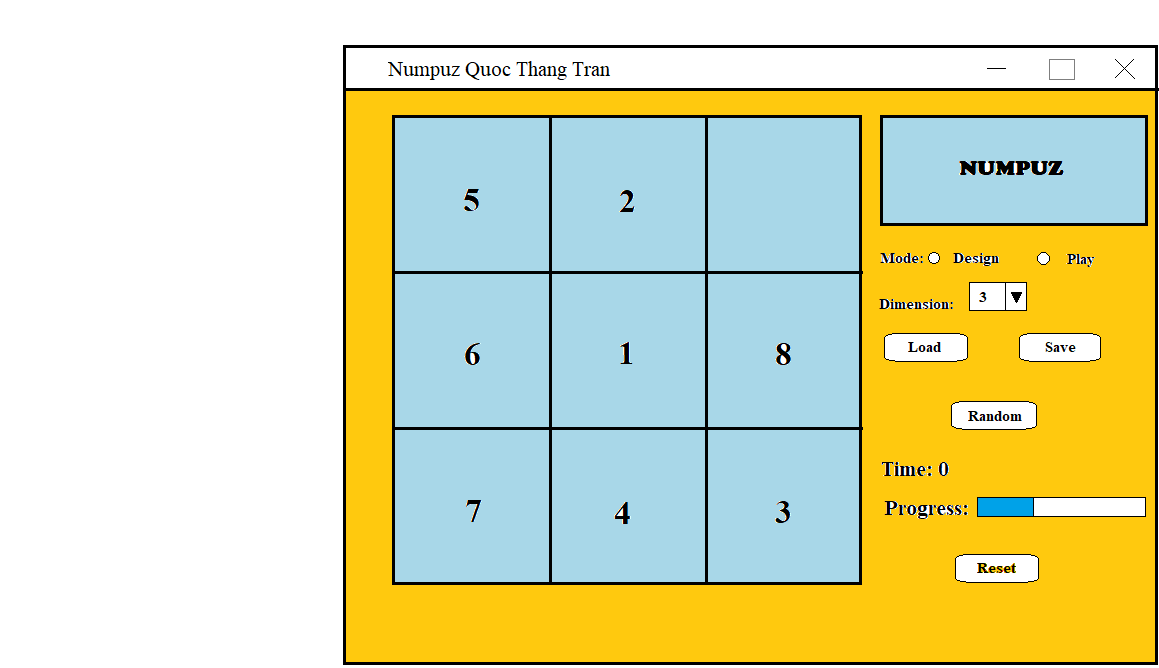 Numpuz Quoc Thang Tran
5 2
6 1 8
7 4 3
NUMPUZ
Mode: Design Play
Dimension: 3
Load Save
Random
Time: 0
Progress:
Reset